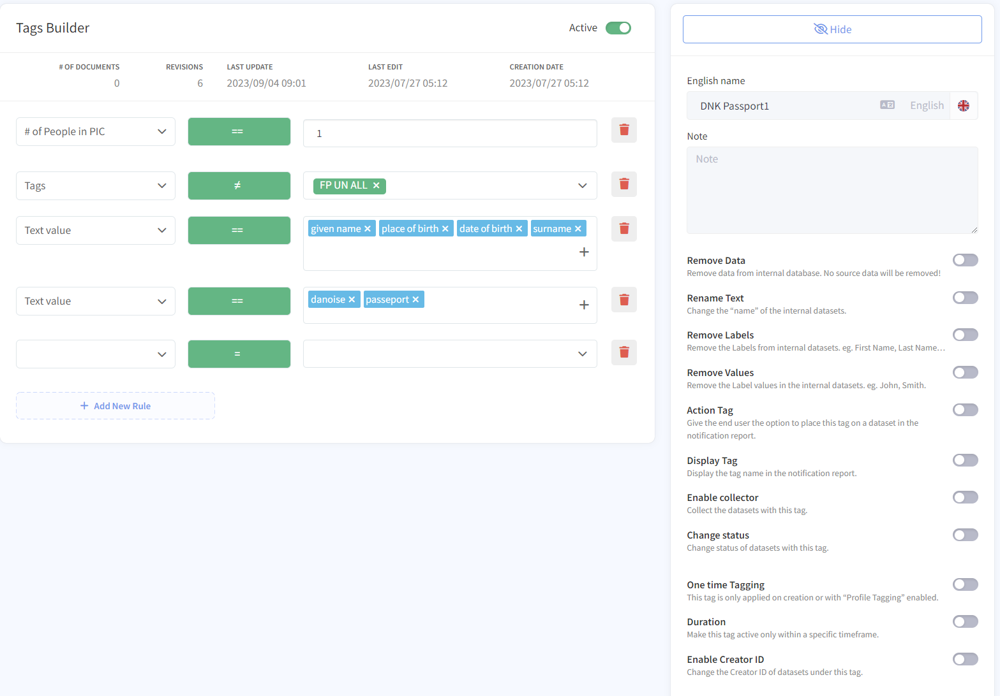 Tags Builder
Active
# OF DOCUMENTS REVISIONS LAST UPDATE LAST EDIT CREATION DATE
0 6 2023/09/04 09:01 2023/07/27 05:12 2023/07/27 05:12
# of People in PIC == 1
Tags ≠ FP UN ALL ×
Text value == given name × place of birth × date of birth × surname ×
+
Text value == danoise × passeport × +
=
+ Add New Rule
Hide
English name
DNK Passport1 English
Note
Note
Remove Data
Remove data from internal database. No source data will be removed!
Rename Text
Change the “name” of the internal datasets.
Remove Labels
Remove the Labels from internal datasets. eg. First Name, Last Name…
Remove Values
Remove the Label values in the internal datasets. eg. John, Smith.
Action Tag
Give the end user the option to place this tag on a dataset in the
notification report.
Display Tag
Display the tag name in the notification report.
Enable collector
Collect the datasets with this tag.
Change status
Change status of datasets with this tag.
One time Tagging
This tag is only applied on creation or with “Profile Tagging” enabled.
Duration
Make this tag active only within a specific timeframe.
Enable Creator ID
Change the Creator ID of datasets under this tag.